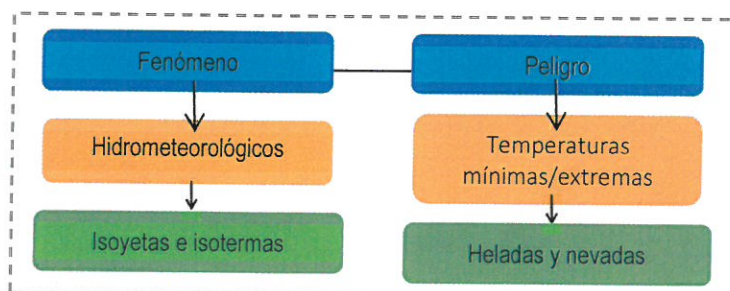 Fenómeno
Peligro
Hidrometeorológicos
Temperaturas
mínimas/extremas
Isoyetas e isotermas
Heladas y nevadas